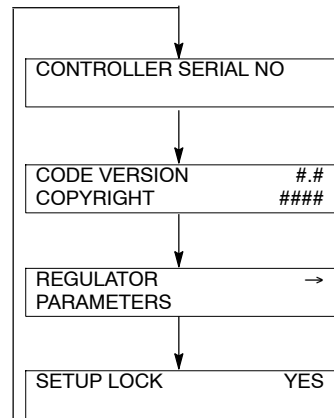 CONTROLLER SERIAL NO
CODE VERSION #.#
COPYRIGHT ####
REGULATOR →
PARAMETERS
SETUP LOCK YES